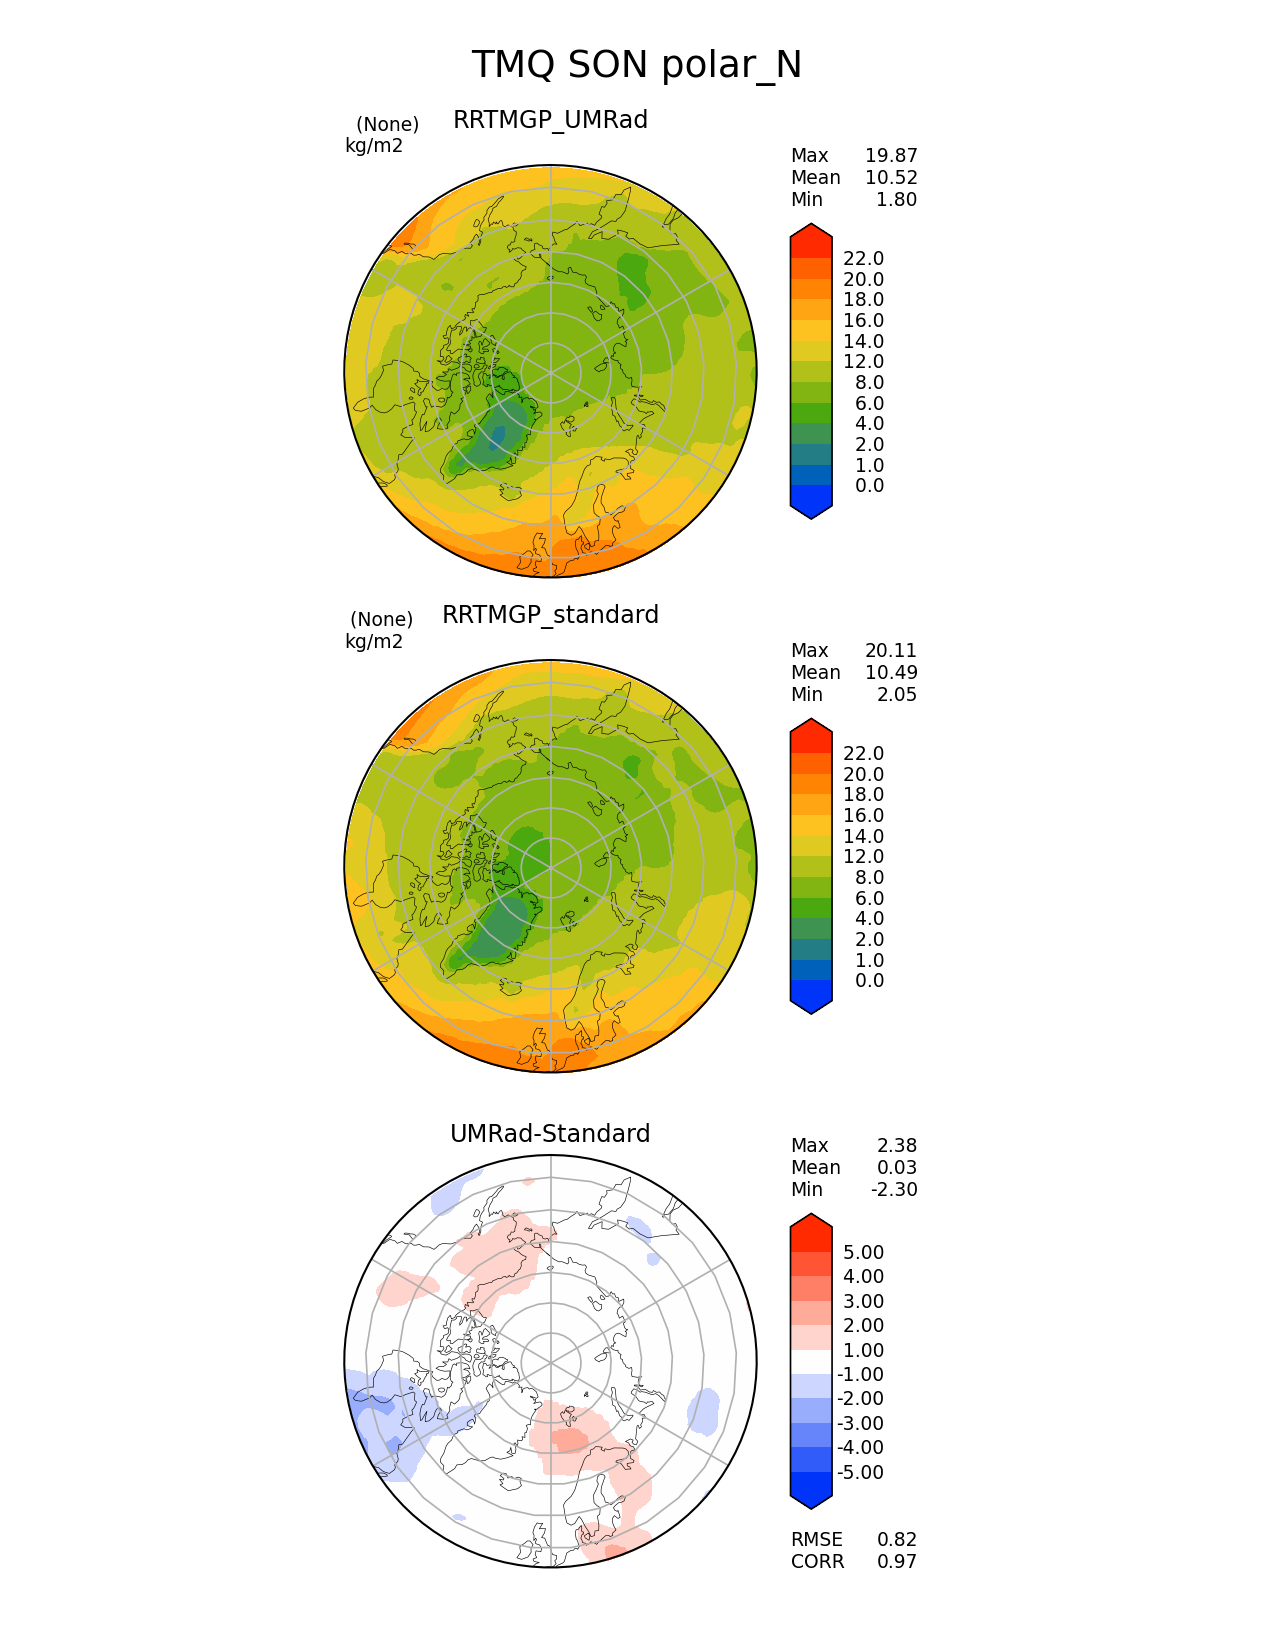 TMQ SON polar_N
(None)
RRTMGP_UMRad
kg/m2
Max 19.87
Mean 10.52
Min 1.80
22.0
20.0
18.0
16.0
14.0
12.0
8.0
6.0
4.0
2.0
1.0
0.0
(None)
RRTMGP_standard
kg/m2
Max 20.11
Mean 10.49
Min 2.05
22.0
20.0
18.0
16.0
14.0
12.0
8.0
6.0
4.0
2.0
1.0
0.0
UMRad-Standard
Max 2.38
Mean 0.03
Min -2.30
5.00
4.00
3.00
2.00
1.00
-1.00
-2.00
-3.00
-4.00
-5.00
RMSE 0.82
CORR 0.97